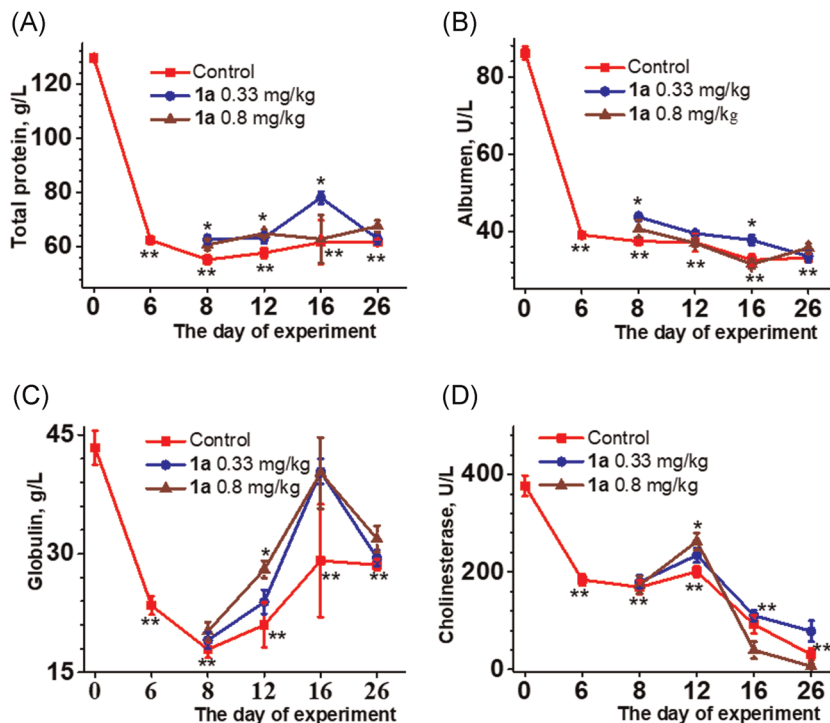 (A)
Total protein, g/L
120
100
80
60
Control
1a 0.33 mg/kg
1a 0.8 mg/kg
*
*
*
**
**
**
**
**
0 6 8 12 16 26
The day of experiment
(B)
Albumen, U/L
80
60
40
Control
1a 0.33 mg/kg
1a 0.8 mg/kg
*
*
**
**
**
**
**
0 6 8 12 16 26
The day of experiment
(C)
Globulin, g/L
45
30
15
Control
1a 0.33 mg/kg
1a 0.8 mg/kg
*
**
**
**
**
**
0 6 8 12 16 26
The day of experiment
(D)
Cholinesterase, U/L
400
200
0
Control
1a 0.33 mg/kg
1a 0.8 mg/kg
*
**
**
**
**
**
0 6 8 12 16 26
The day of experiment